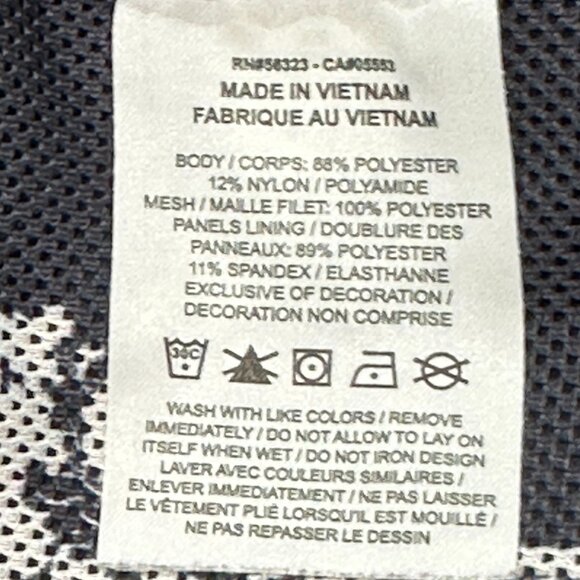 RN#56323 - CA#05553
MADE IN VIETNAM
FABRIQUE AU VIETNAM
BODY / CORPS: 88% POLYESTER
12% NYLON / POLYAMIDE
MESH / MAILLE FILET: 100% POLYESTER
PANELS LINING / DOUBLURE DES
PANNEAUX: 89% POLYESTER
11% SPANDEX / ELASTHANNE
EXCLUSIVE OF DECORATION /
DECORATION NON COMPRISE
30C
WASH WITH LIKE COLORS / REMOVE
IMMEDIATELY / DO NOT ALLOW TO LAY ON
ITSELF WHEN WET / DO NOT IRON DESIGN
LAVER AVEC COULEURS SIMILAIRES /
ENLEVER IMMEDIATEMENT / NE PAS LAISSER
LE VÊTEMENT PLIÉ LORSQU'IL EST MOUILLÉ /
NE PAS REPASSER LE DESSIN